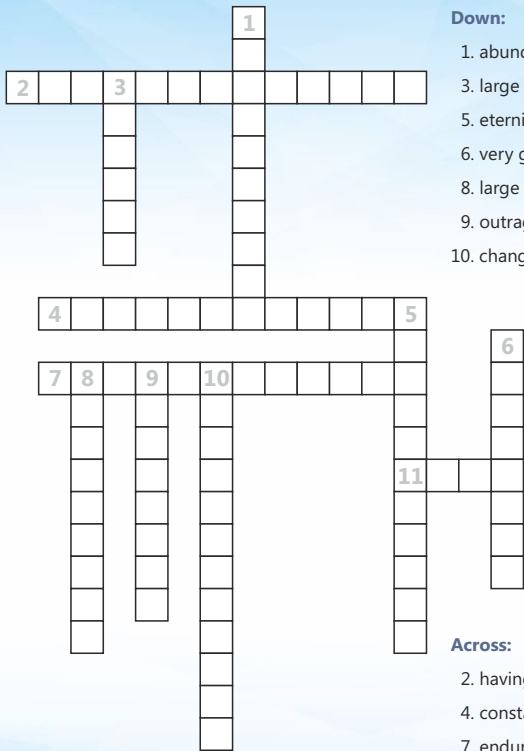 1
2 3
4 5
6
7 8 9 10
11
Down:
1. abund
3. large
5. eterni
6. very g
8. large
9. outrag
10. chang
Across:
2. having
4. consta
7. endur